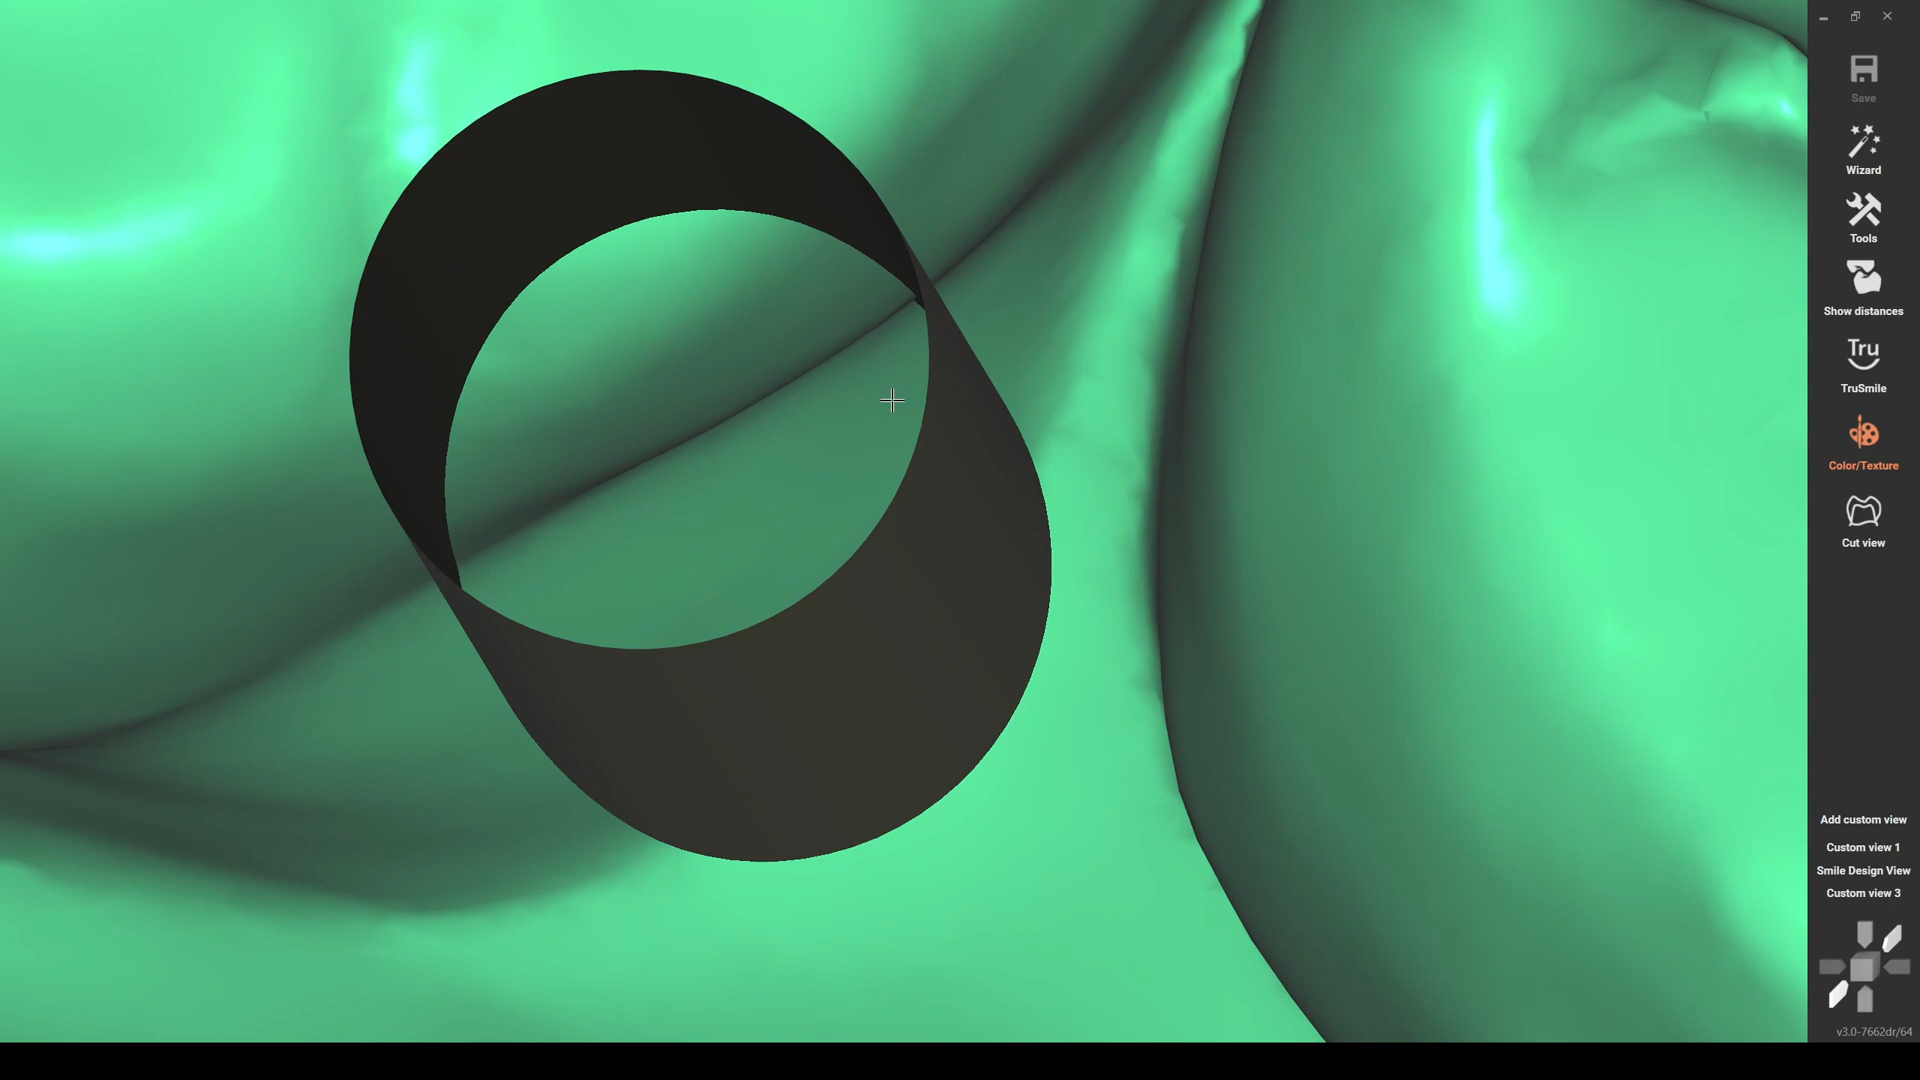 Save
Wizard
Tools
Show distances
Tru
TruSmile
Color/Texture
Cut view
Add custom view
Custom view 1
Smile Design View
Custom view 3
v3.0-7662dr/64